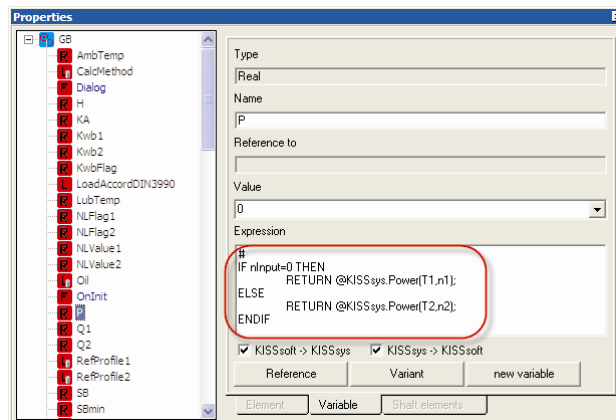 Properties
GB
AmbTemp
CalcMethod
Dialog
H
KA
Kwb1
Kwb2
KwbFlag
LoadAccordDIN3990
LubTemp
NLFlag1
NLFlag2
NLValue1
NLValue2
Oil
OnInit
P
Q1
Q2
RefProfile1
RefProfile2
SB
SBmin
Type
Real
Name
P
Reference to
Value
0
Expression
#
IF nInput=0 THEN
RETURN @KISSsys.Power(T1,n1);
ELSE
RETURN @KISSsys.Power(T2,n2);
ENDIF
KISSsoft -> KISSsys KISSsys -> KISSsoft
Reference Variant new variable
Element Variable Shaft elements